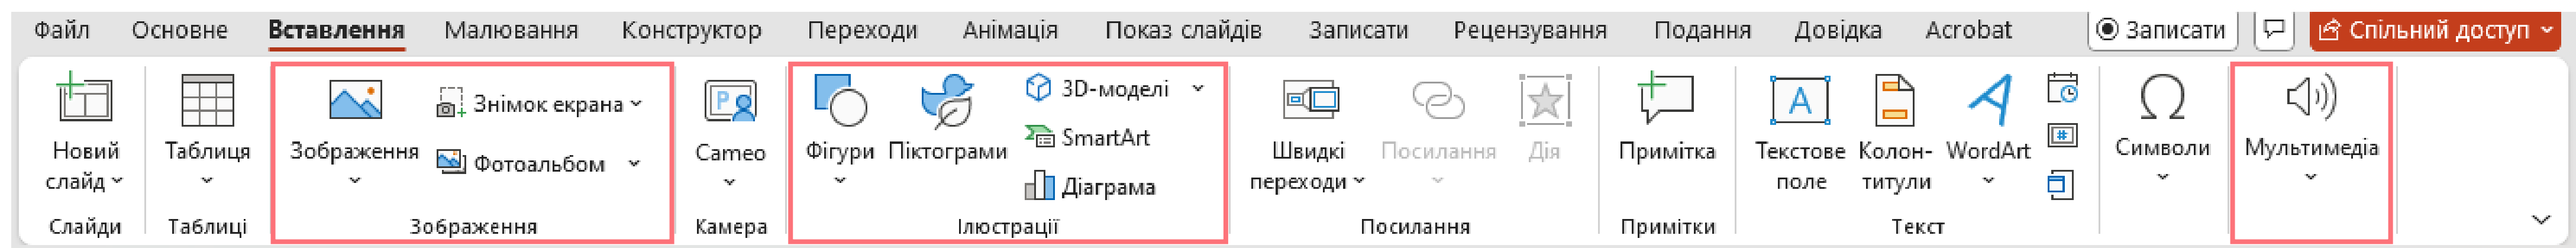 Файл Основне Вставлення Малювання Конструктор Переходи Анімація Показ слайдів Записати Рецензування Подання Довідка Acrobat Записати Спільний доступ
Новий слайд
Слайди
Таблиця
Таблиці
Зображення
Знімок екрана
Фотоальбом
Зображення
Cameo
Камера
Фігури
Піктограми
3D-моделі
SmartArt
Діаграма
Ілюстрації
Швидкі
переходи
Посилання
Дія
Посилання
Примітка
Примітки
Текстове
поле
Колон-
титули
WordArt
Текст
Символи
Мультимедіа